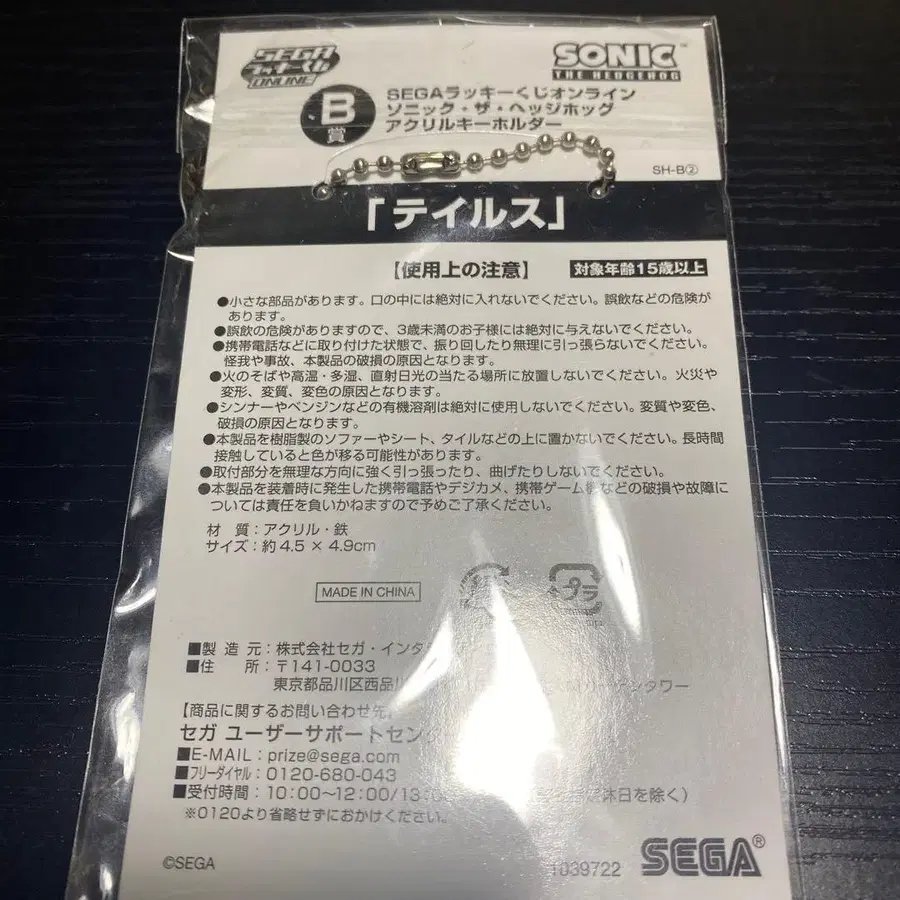 SEGA
ラッキーくじ
ONLINE
SONIC™
THE HEDGEHOG
B賞
SEGAラッキーくじオンライン
ソニック・ザ・ヘッジホッグ
アクリルキーホルダー
SH-B②
「テイルス」
【使用上の注意】 対象年齢15歳以上
●小さな部品があります。口の中には絶対に入れないでください。誤飲などの危険が
あります。
●誤飲の危険がありますので、3歳未満のお子様には絶対に与えないでください。
●携帯電話などに取り付けた状態で、振り回したり無理に引っ張らないでください。
怪我や事故、本製品の破損の原因となります。
●火のそばや高温・多湿、直射日光の当たる場所に放置しないでください。火災や
変形、変質、変色の原因となります。
●シンナーやベンジンなどの有機溶剤は絶対に使用しないでください。変質や変色、
破損の原因となります。
●本製品を樹脂製のソファーやシート、タイルなどの上に置かないでください。長時間
接触していると色が移る可能性があります。
●取付部分を無理な方向に強く引っ張ったり、曲げたりしないでください。
●本製品を装着時に発生した携帯電話やデジカメ、携帯ゲーム機などの破損や故障に
ついては責任を負いかねますので予めご了承ください。
材 質：アクリル・鉄
サイズ：約4.5 × 4.9cm
MADE IN CHINA
プラ
■製 造 元：株式会社セガ・インタ
■住 所：〒141-0033
東京都品川区西品川 タワー
【商品に関するお問い合わせ先
セガ ユーザーサポートセン
■E-MAIL：prize@sega.com
■フリーダイヤル：0120-680-043
■受付時間：10:00～12:00/13: 休日を除く）
※0120より省略せずにおかけください。
©SEGA
1039722
SEGA®